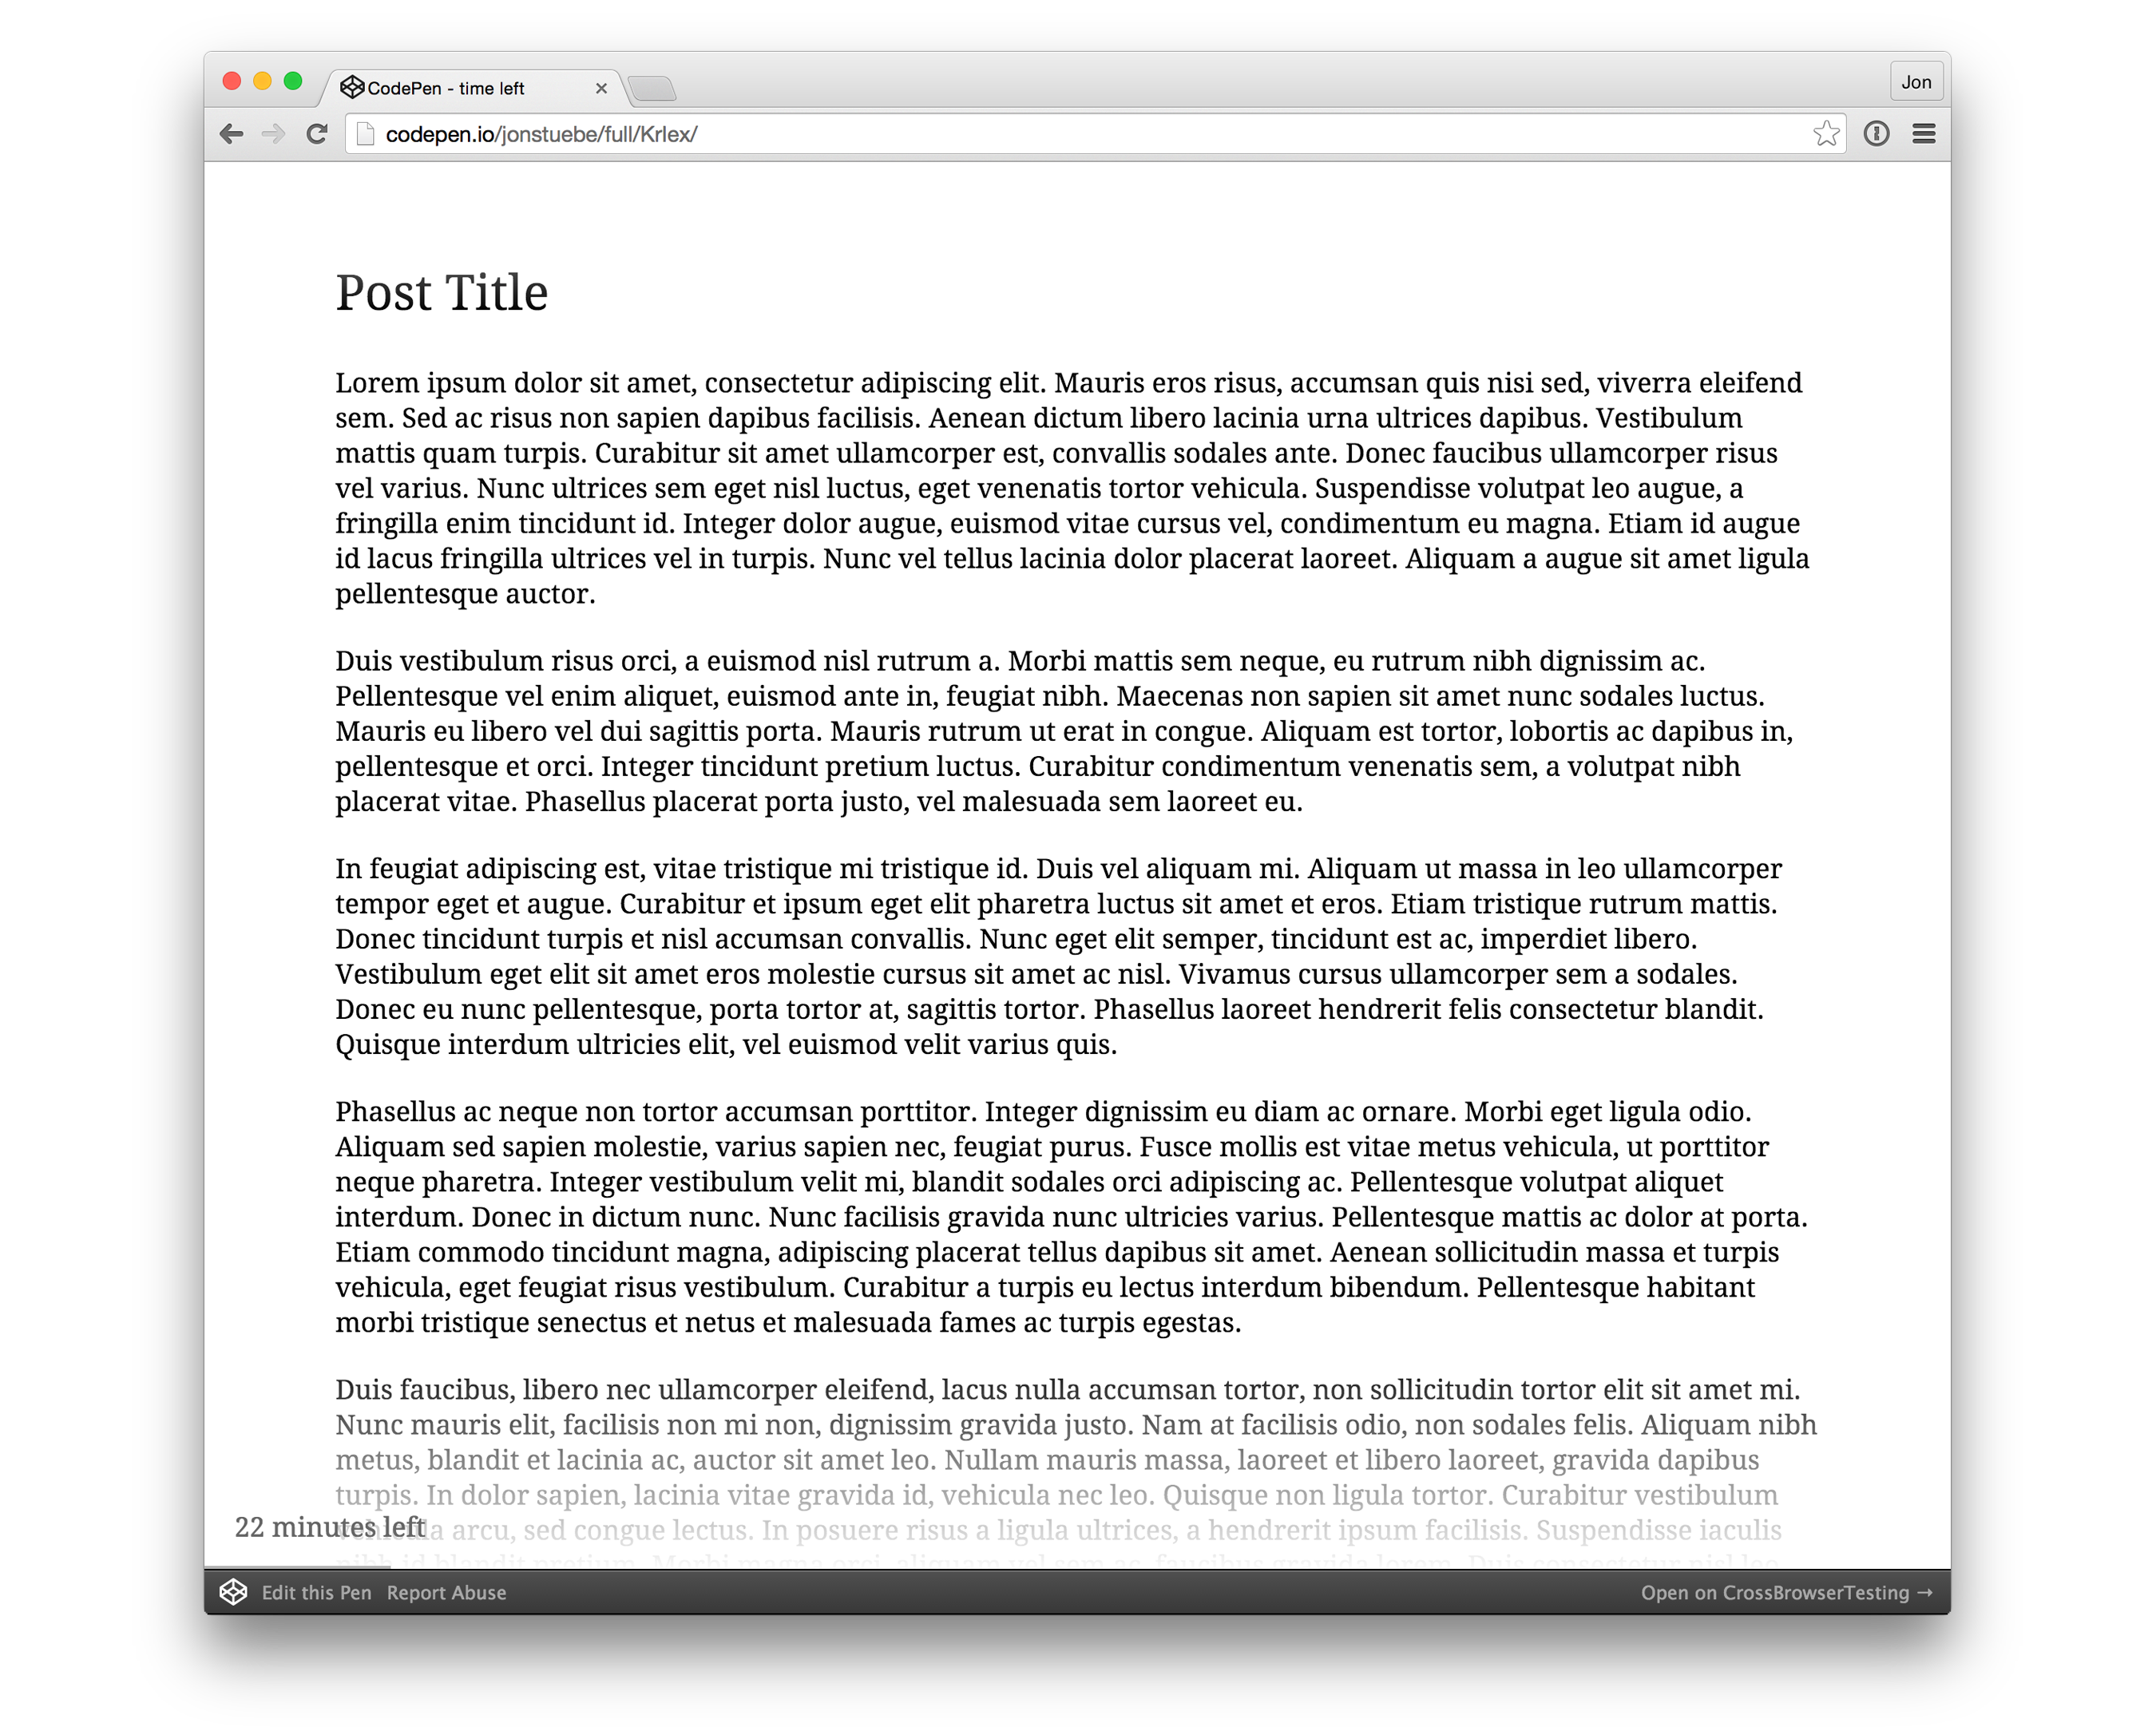 CodePen - time left
Jon
codepen.io/jonstuebe/full/Krlex/
Post Title
Lorem ipsum dolor sit amet, consectetur adipiscing elit. Mauris eros risus, accumsan quis nisi sed, viverra eleifend
sem. Sed ac risus non sapien dapibus facilisis. Aenean dictum libero lacinia urna ultrices dapibus. Vestibulum
mattis quam turpis. Curabitur sit amet ullamcorper est, convallis sodales ante. Donec faucibus ullamcorper risus
vel varius. Nunc ultrices sem eget nisl luctus, eget venenatis tortor vehicula. Suspendisse volutpat leo augue, a
fringilla enim tincidunt id. Integer dolor augue, euismod vitae cursus vel, condimentum eu magna. Etiam id augue
id lacus fringilla ultrices vel in turpis. Nunc vel tellus lacinia dolor placerat laoreet. Aliquam a augue sit amet ligula
pellentesque auctor.
Duis vestibulum risus orci, a euismod nisl rutrum a. Morbi mattis sem neque, eu rutrum nibh dignissim ac.
Pellentesque vel enim aliquet, euismod ante in, feugiat nibh. Maecenas non sapien sit amet nunc sodales luctus.
Mauris eu libero vel dui sagittis porta. Mauris rutrum ut erat in congue. Aliquam est tortor, lobortis ac dapibus in,
pellentesque et orci. Integer tincidunt pretium luctus. Curabitur condimentum venenatis sem, a volutpat nibh
placerat vitae. Phasellus placerat porta justo, vel malesuada sem laoreet eu.
In feugiat adipiscing est, vitae tristique mi tristique id. Duis vel aliquam mi. Aliquam ut massa in leo ullamcorper
tempor eget et augue. Curabitur et ipsum eget elit pharetra luctus sit amet et eros. Etiam tristique rutrum mattis.
Donec tincidunt turpis et nisl accumsan convallis. Nunc eget elit semper, tincidunt est ac, imperdiet libero.
Vestibulum eget elit sit amet eros molestie cursus sit amet ac nisl. Vivamus cursus ullamcorper sem a sodales.
Donec eu nunc pellentesque, porta tortor at, sagittis tortor. Phasellus laoreet hendrerit felis consectetur blandit.
Quisque interdum ultricies elit, vel euismod velit varius quis.
Phasellus ac neque non tortor accumsan porttitor. Integer dignissim eu diam ac ornare. Morbi eget ligula odio.
Aliquam sed sapien molestie, varius sapien nec, feugiat purus. Fusce mollis est vitae metus vehicula, ut porttitor
neque pharetra. Integer vestibulum velit mi, blandit sodales orci adipiscing ac. Pellentesque volutpat aliquet
interdum. Donec in dictum nunc. Nunc facilisis gravida nunc ultricies varius. Pellentesque mattis ac dolor at porta.
Etiam commodo tincidunt magna, adipiscing placerat tellus dapibus sit amet. Aenean sollicitudin massa et turpis
vehicula, eget feugiat risus vestibulum. Curabitur a turpis eu lectus interdum bibendum. Pellentesque habitant
morbi tristique senectus et netus et malesuada fames ac turpis egestas.
Duis faucibus, libero nec ullamcorper eleifend, lacus nulla accumsan tortor, non sollicitudin tortor elit sit amet mi.
Nunc mauris elit, facilisis non mi non, dignissim gravida justo. Nam at facilisis odio, non sodales felis. Aliquam nibh
metus, blandit et lacinia ac, auctor sit amet leo. Nullam mauris massa, laoreet et libero laoreet, gravida dapibus
turpis. In dolor sapien, lacinia vitae gravida id, vehicula nec leo. Quisque non ligula tortor. Curabitur vestibulum
arcu, sed congue lectus. In posuere risus a ligula ultrices, a hendrerit ipsum facilisis. Suspendisse iaculis
22 minutes left
Edit this Pen Report Abuse
Open on CrossBrowserTesting →